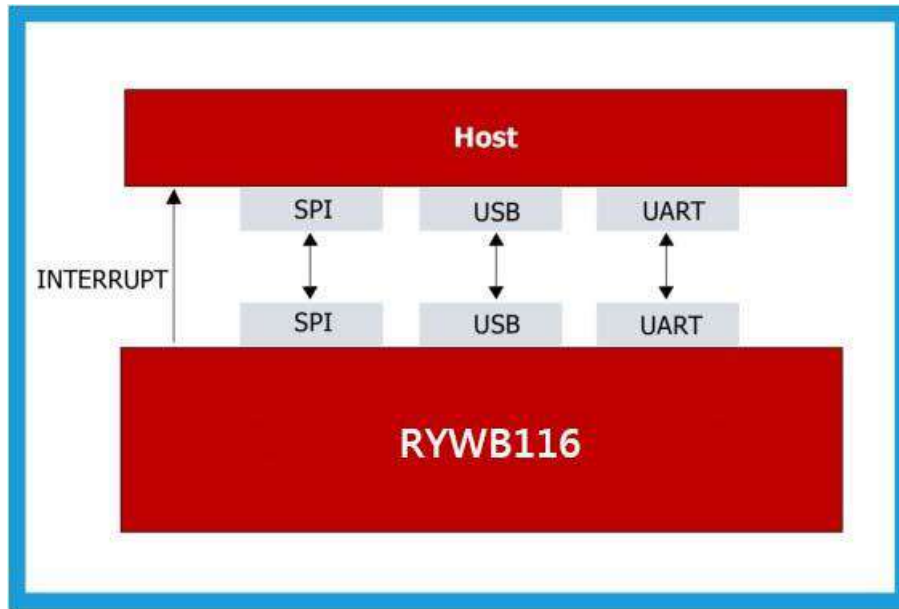 Host
SPI USB UART
INTERRUPT
SPI USB UART
RYWB116